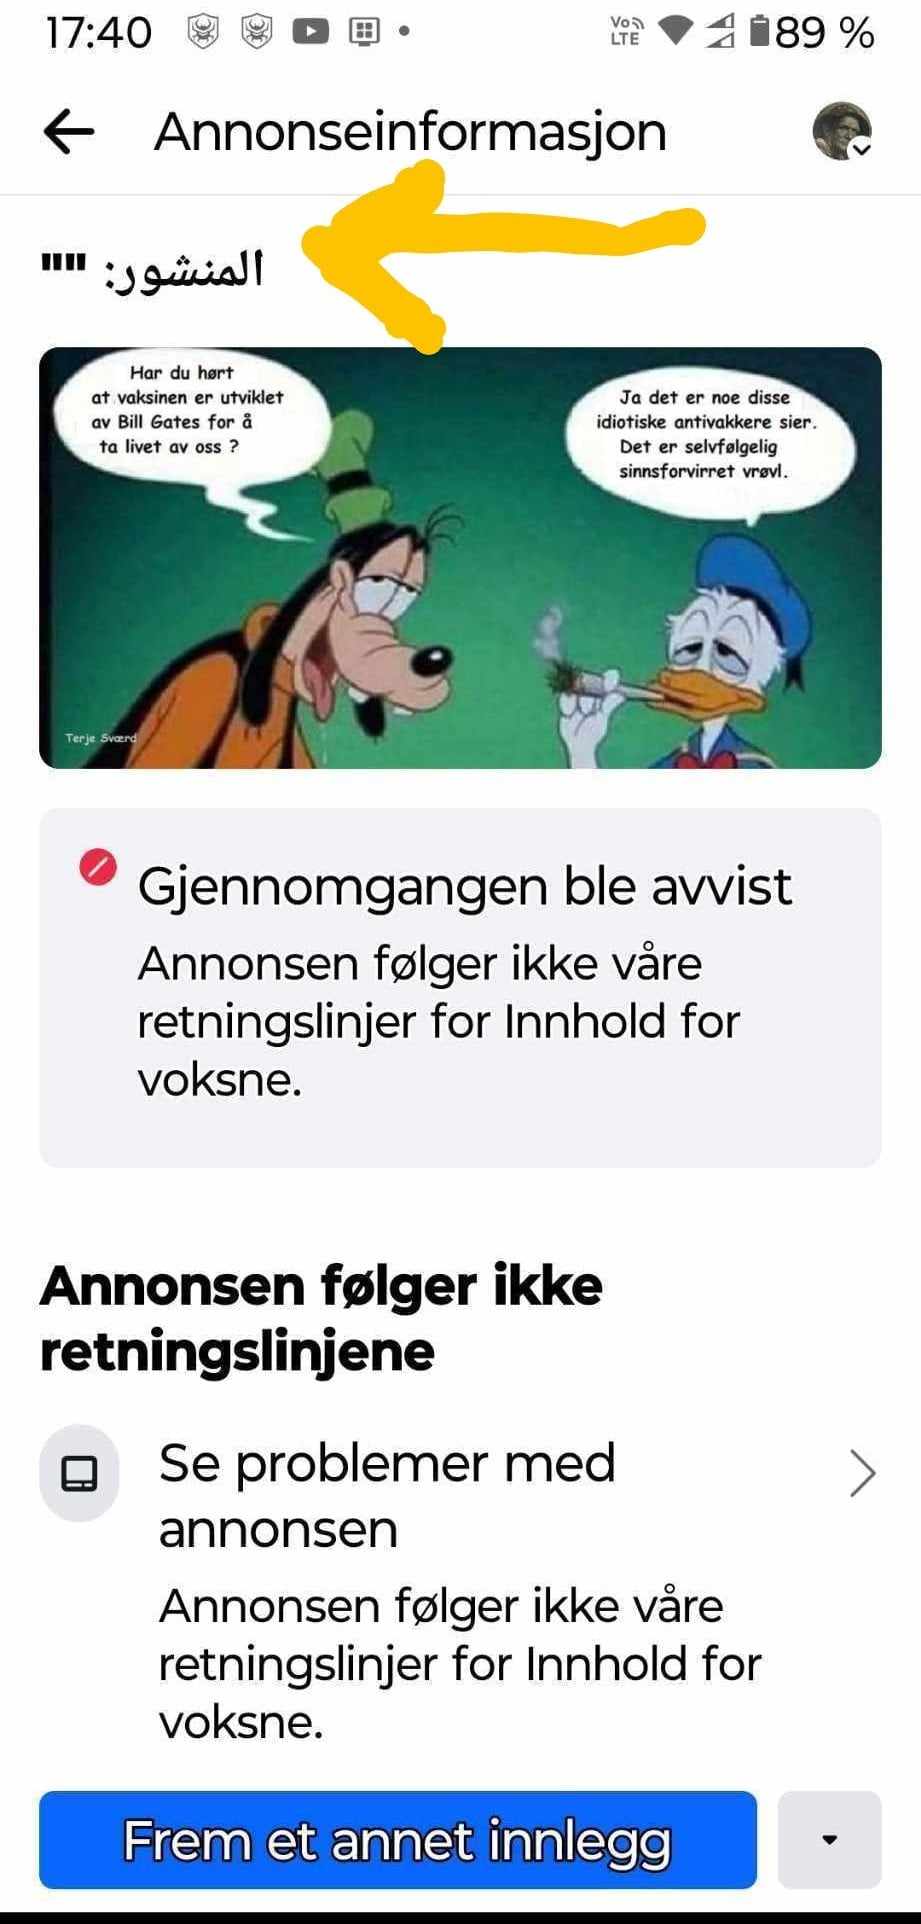 17:40
Vo LTE 89 %
Annonseinformasjon
المنشور: ""
Har du hørt
at vaksinen er utviklet
av Bill Gates for å
ta livet av oss ?
Ja det er noe disse
idiotiske antivakkere sier.
Det er selvfølgelig
sinnsforvirret vrøvl.
Terje Sværd
Gjennomgangen ble avvist
Annonsen følger ikke våre
retningslinjer for Innhold for
voksne.
Annonsen følger ikke
retningslinjene
Se problemer med
annonsen
Annonsen følger ikke våre
retningslinjer for Innhold for
voksne.
Frem et annet innlegg